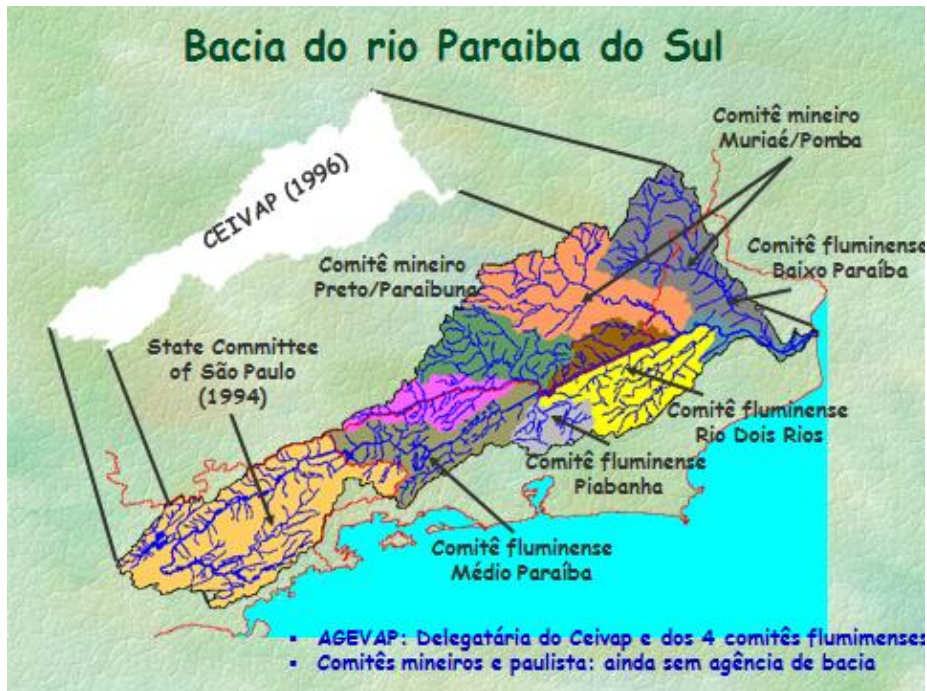 Bacia do rio Paraiba do Sul
CEIVAP (1996)
Comitê mineiro
Muriaé/Pomba
Comitê fluminense
Baixo Paraíba
Comitê mineiro
Preto/Paraibuna
State Committee
of São Paulo
(1994)
Comitê fluminense
Rio Dois Rios
Comitê fluminense
Piabanha
Comitê fluminense
Médio Paraíba
▪ AGEVAP: Delegatária do Ceivap e dos 4 comitês flumimenses
▪ Comitês mineiros e paulista: ainda sem agência de bacia